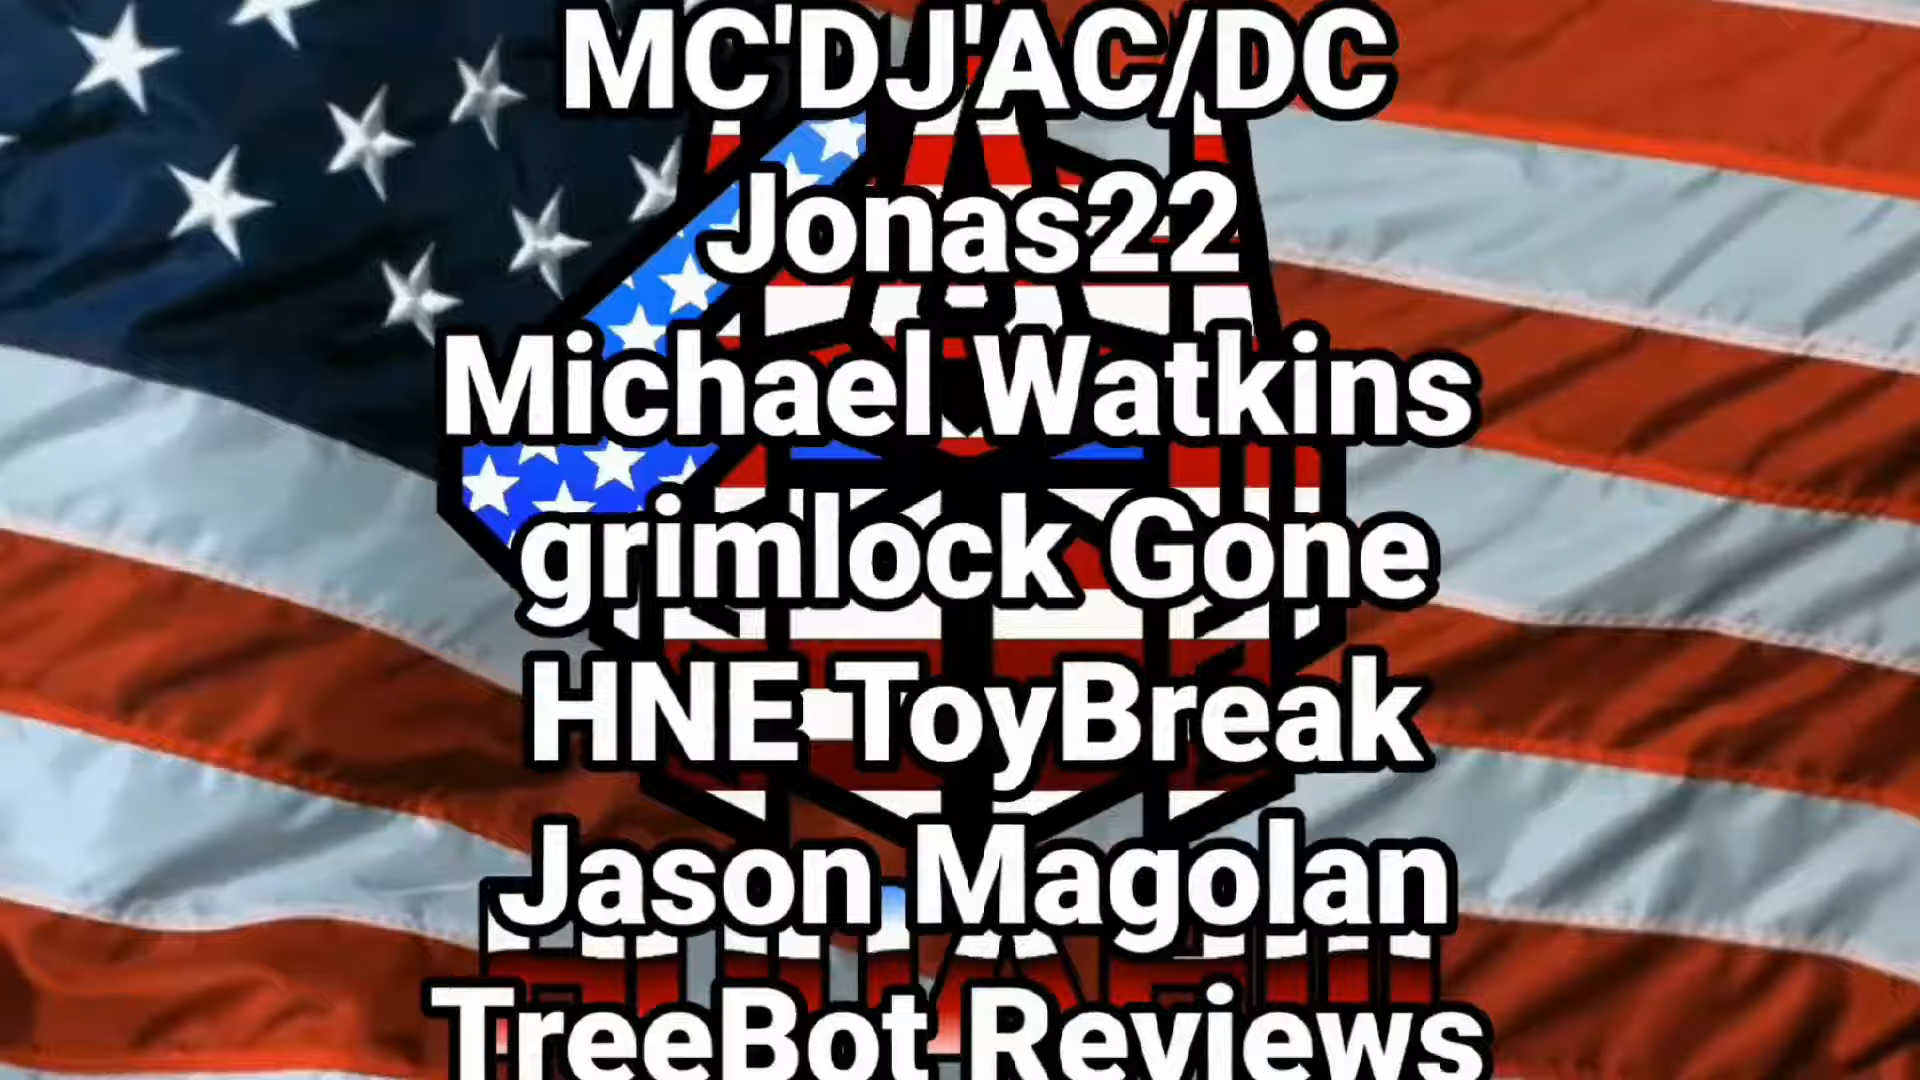 MC'DJ'AC/DC
Jonas22
Michael Watkins
grimlock Gone
HNE ToyBreak
Jason Magolan
TreeBot Reviews